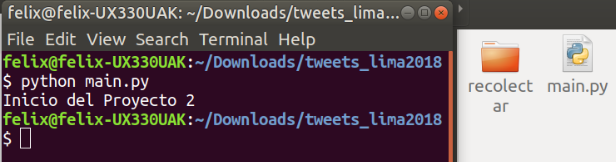 felix@felix-UX330UAK: ~/Downloads/tweets_lima...
File Edit View Search Terminal Help
felix@felix-UX330UAK:~/Downloads/tweets_lima2018
$ python main.py
Inicio del Proyecto 2
felix@felix-UX330UAK:~/Downloads/tweets_lima2018
$
recolect
ar
main.py